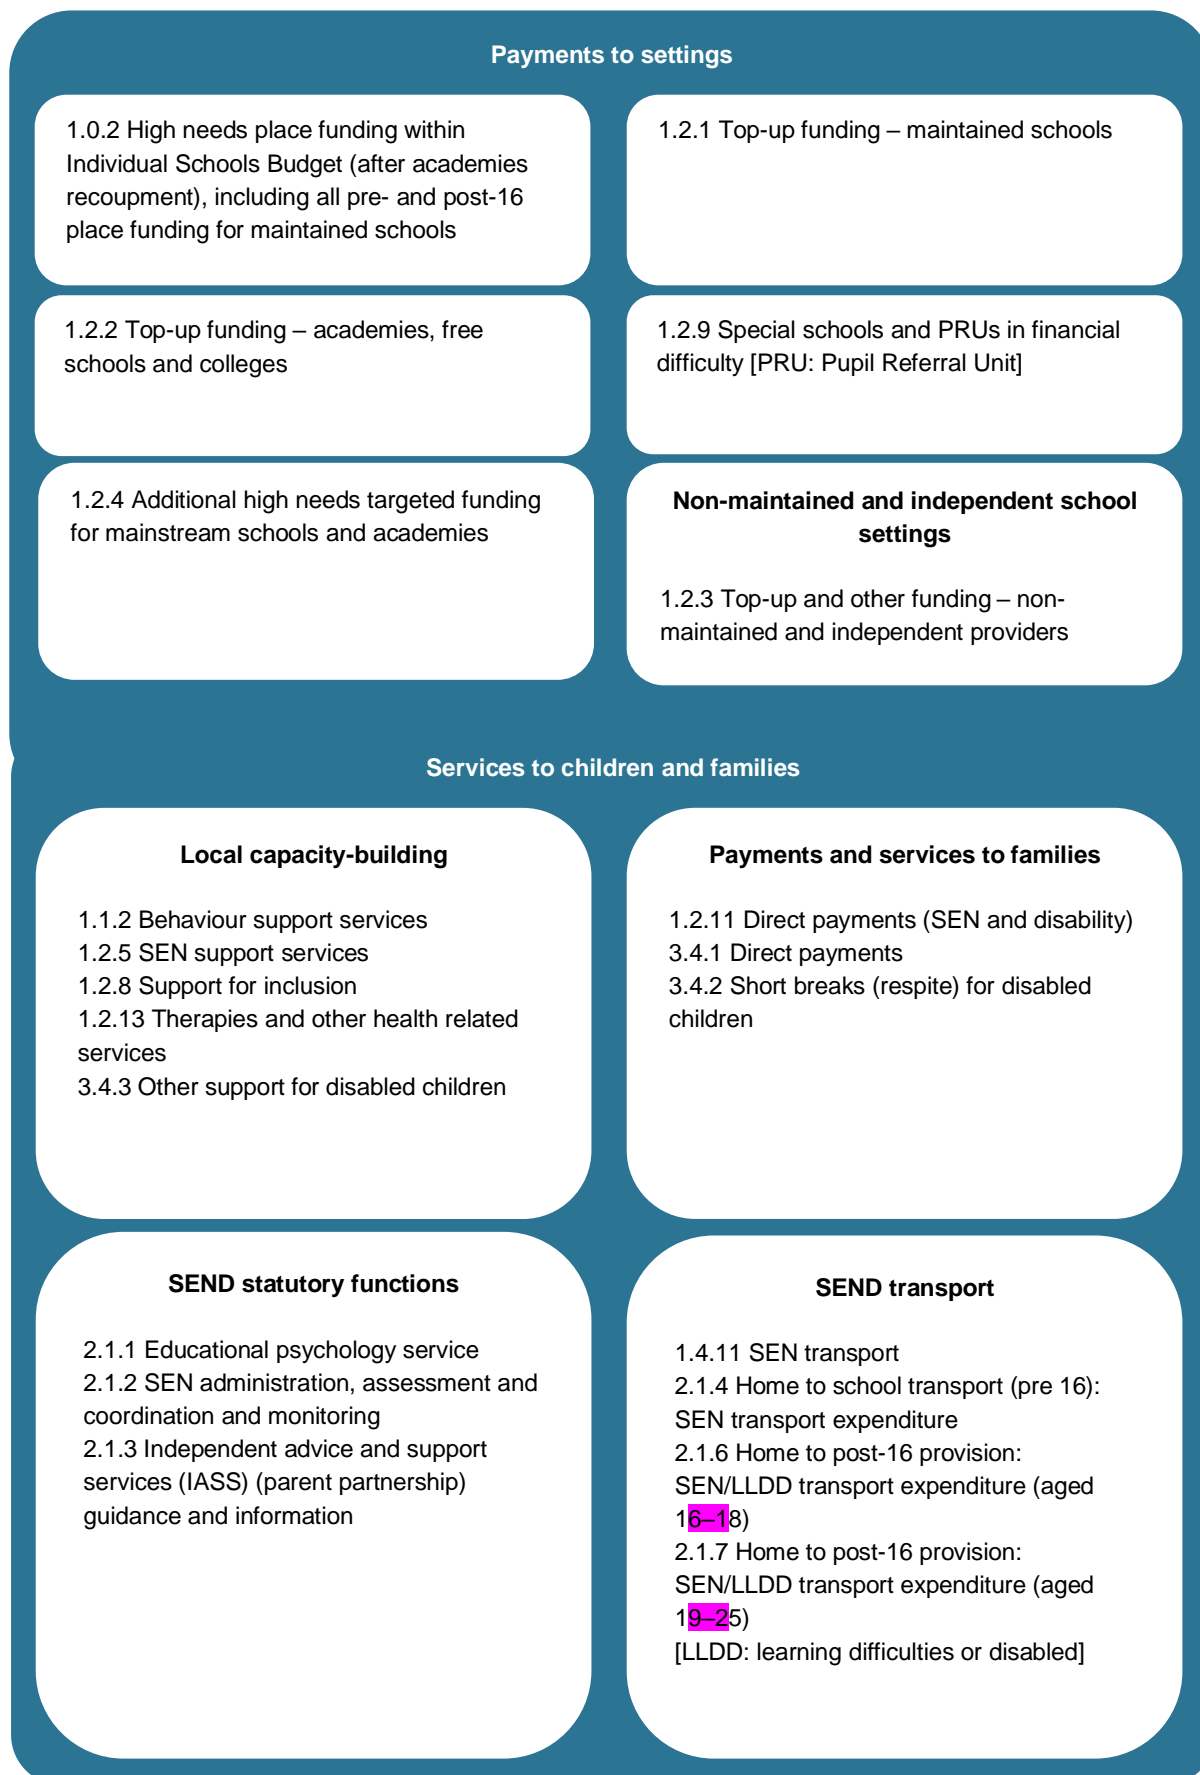 Payments to settings
1.0.2 High needs place funding within
Individual Schools Budget (after academies
recoupment), including all pre- and post-16
place funding for maintained schools
1.2.1 Top-up funding – maintained schools
1.2.2 Top-up funding – academies, free
schools and colleges
1.2.9 Special schools and PRUs in financial
difficulty [PRU: Pupil Referral Unit]
1.2.4 Additional high needs targeted funding
for mainstream schools and academies
Non-maintained and independent school
settings
1.2.3 Top-up and other funding – non-
maintained and independent providers
Services to children and families
Local capacity-building
1.1.2 Behaviour support services
1.2.5 SEN support services
1.2.8 Support for inclusion
1.2.13 Therapies and other health related
services
3.4.3 Other support for disabled children
Payments and services to families
1.2.11 Direct payments (SEN and disability)
3.4.1 Direct payments
3.4.2 Short breaks (respite) for disabled
children
SEND statutory functions
2.1.1 Educational psychology service
2.1.2 SEN administration, assessment and
coordination and monitoring
2.1.3 Independent advice and support
services (IASS) (parent partnership)
guidance and information
SEND transport
1.4.11 SEN transport
2.1.4 Home to school transport (pre 16):
SEN transport expenditure
2.1.6 Home to post-16 provision:
SEN/LLDD transport expenditure (aged
16–18)
2.1.7 Home to post-16 provision:
SEN/LLDD transport expenditure (aged
19–25)
[LLDD: learning difficulties or disabled]